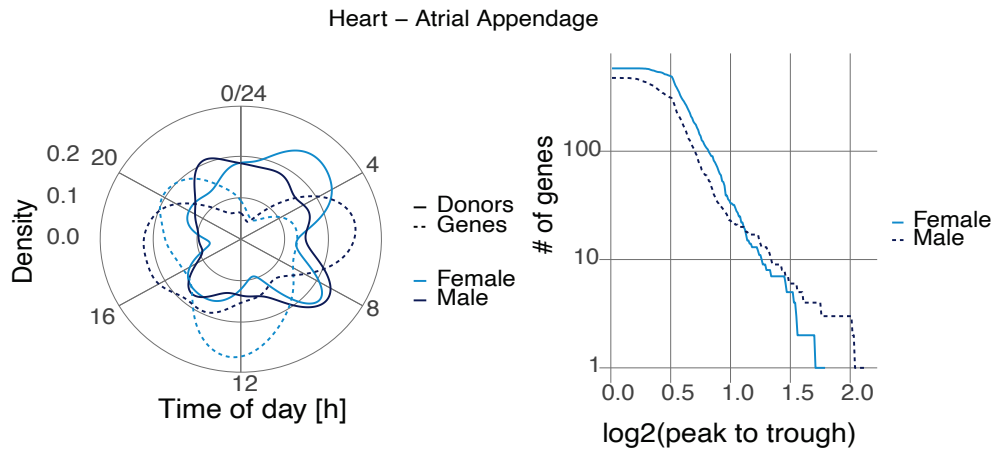 Heart – Atrial Appendage
0/24
4
8
12
16
20
0.2
0.1
0.0
Density
Time of day [h]
Donors
Genes
Female
Male
# of genes
100
10
1
0.0 0.5 1.0 1.5 2.0
log2(peak to trough)
Female
Male